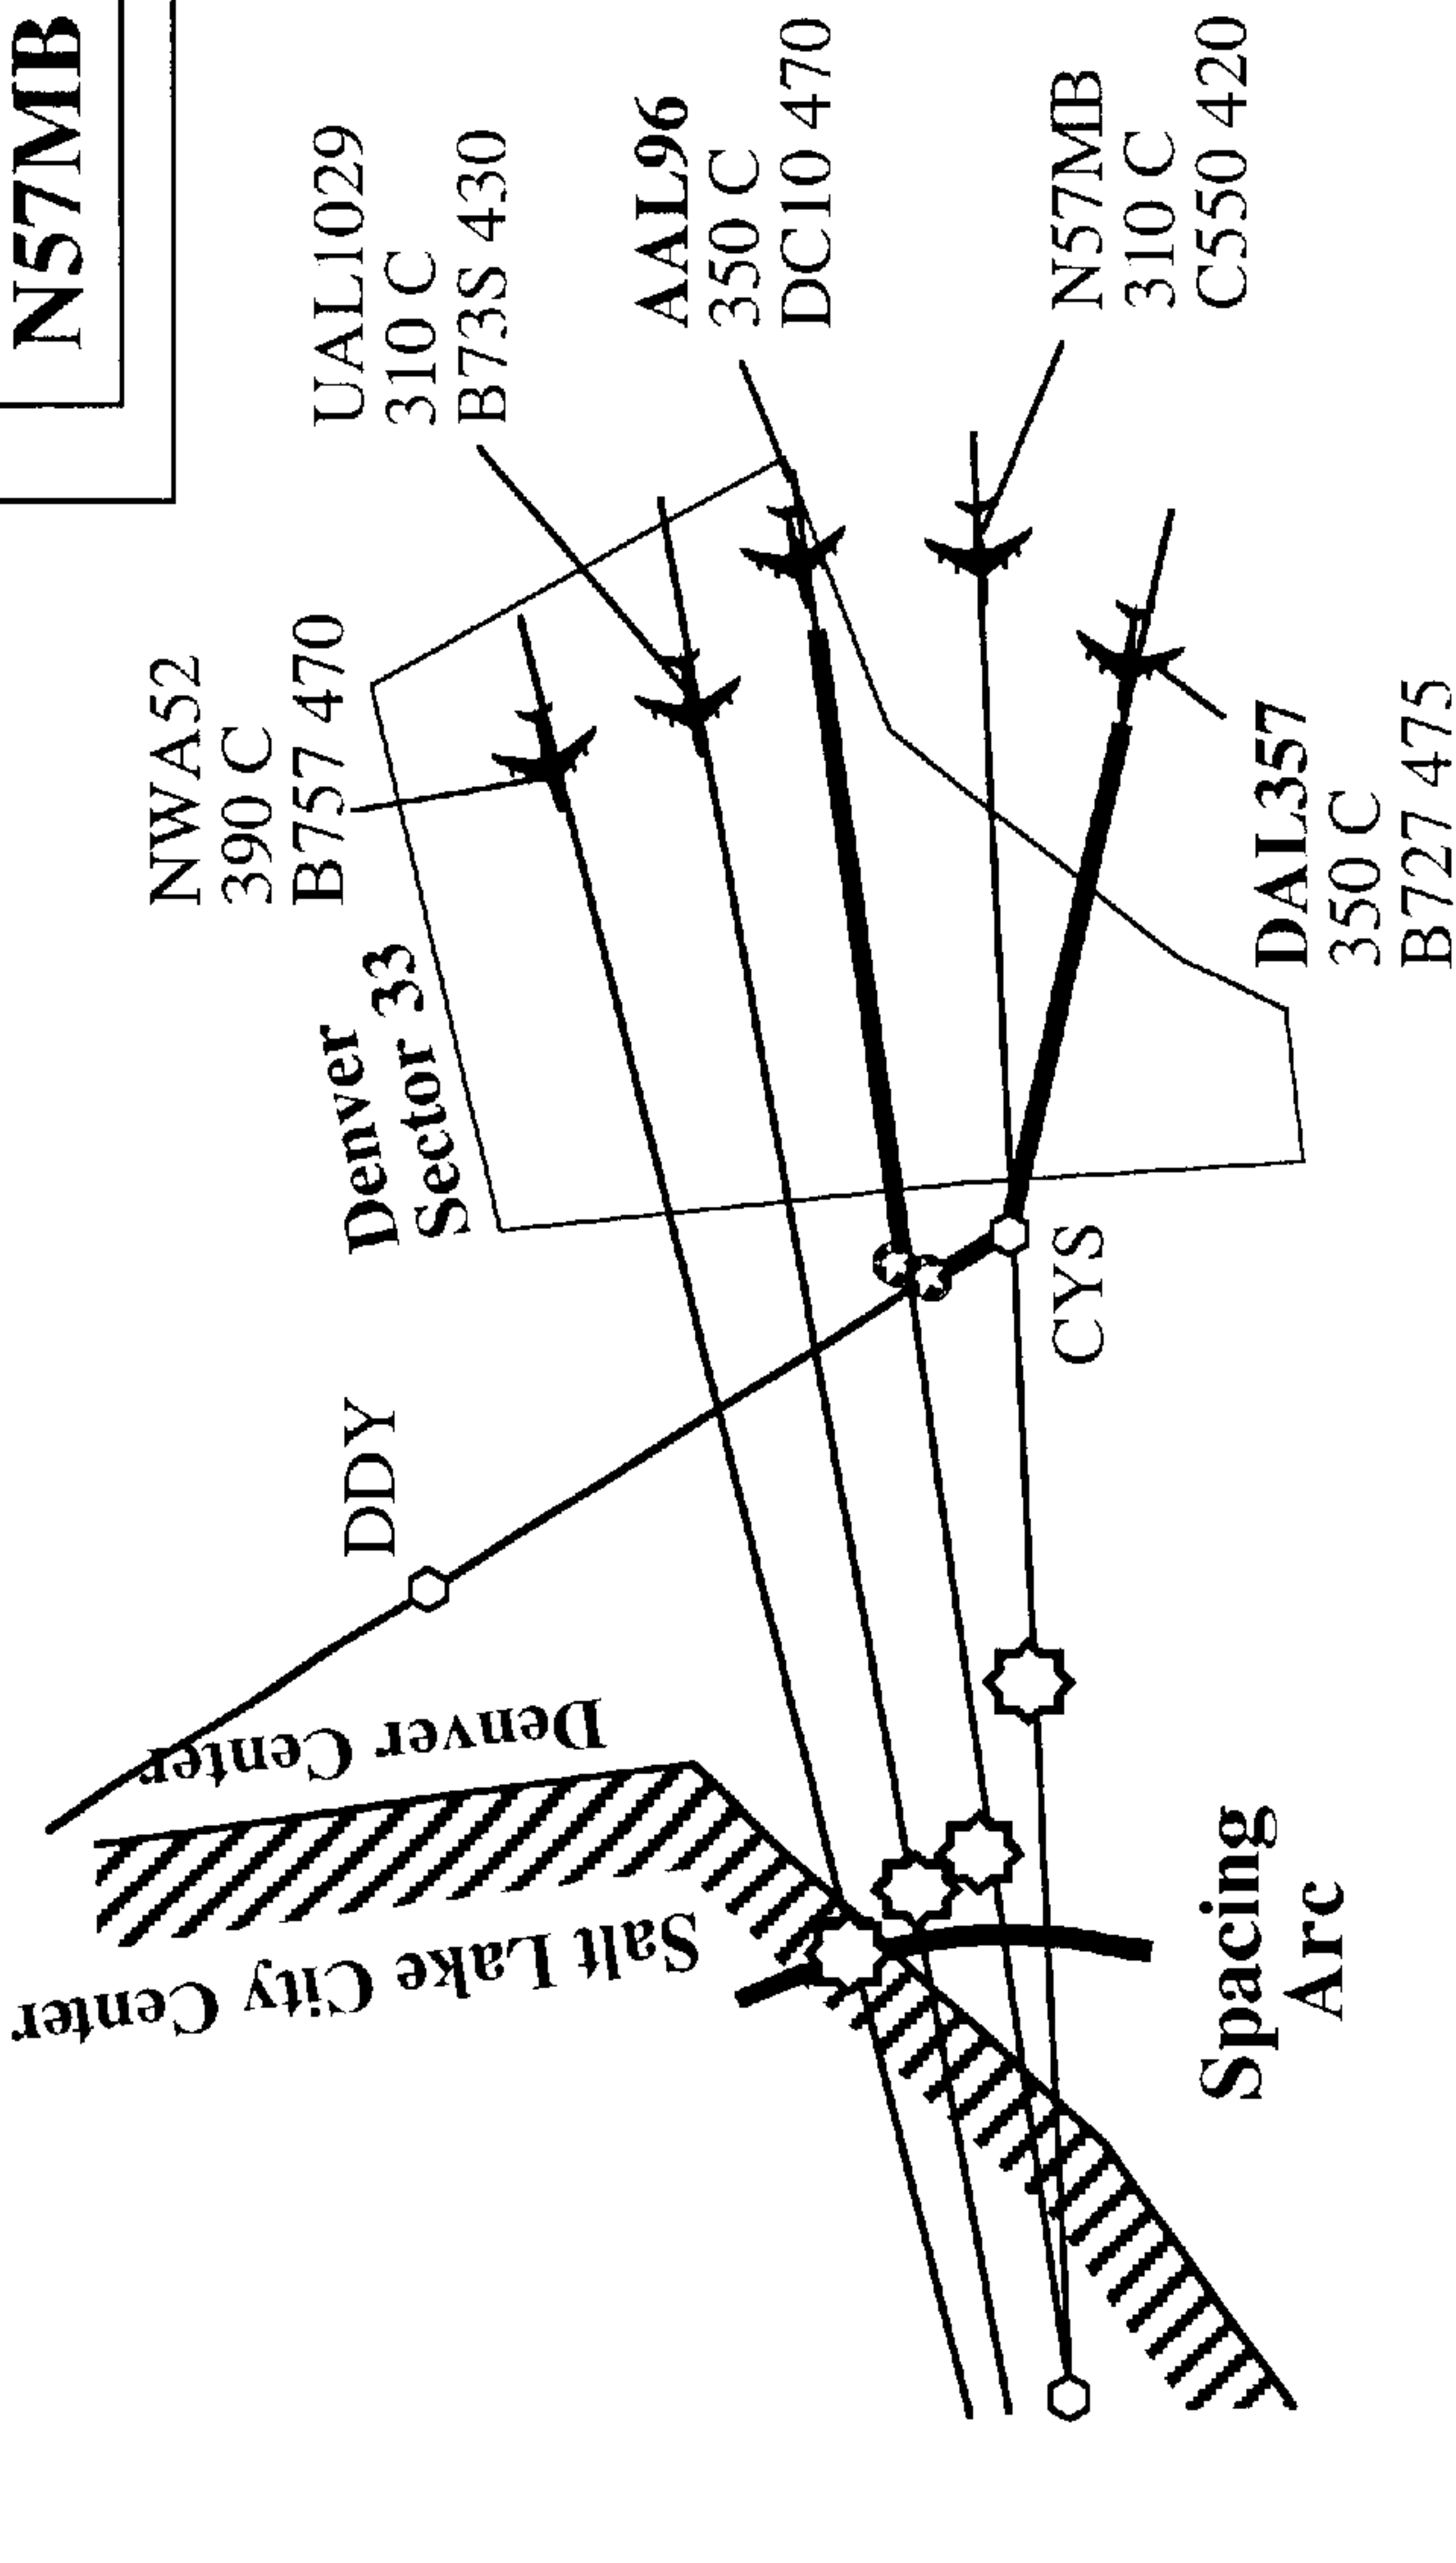 N57MB
UAL1029
310 C
B73S 430
AAL96
350 C
DC10 470
N57MB
310 C
C550 420
NWA52
390 C
B757 470
DAL357
350 C
B727 475
Denver
Sector 33
DDY
CYS
Denver Center
Salt Lake City Center
Spacing
Arc